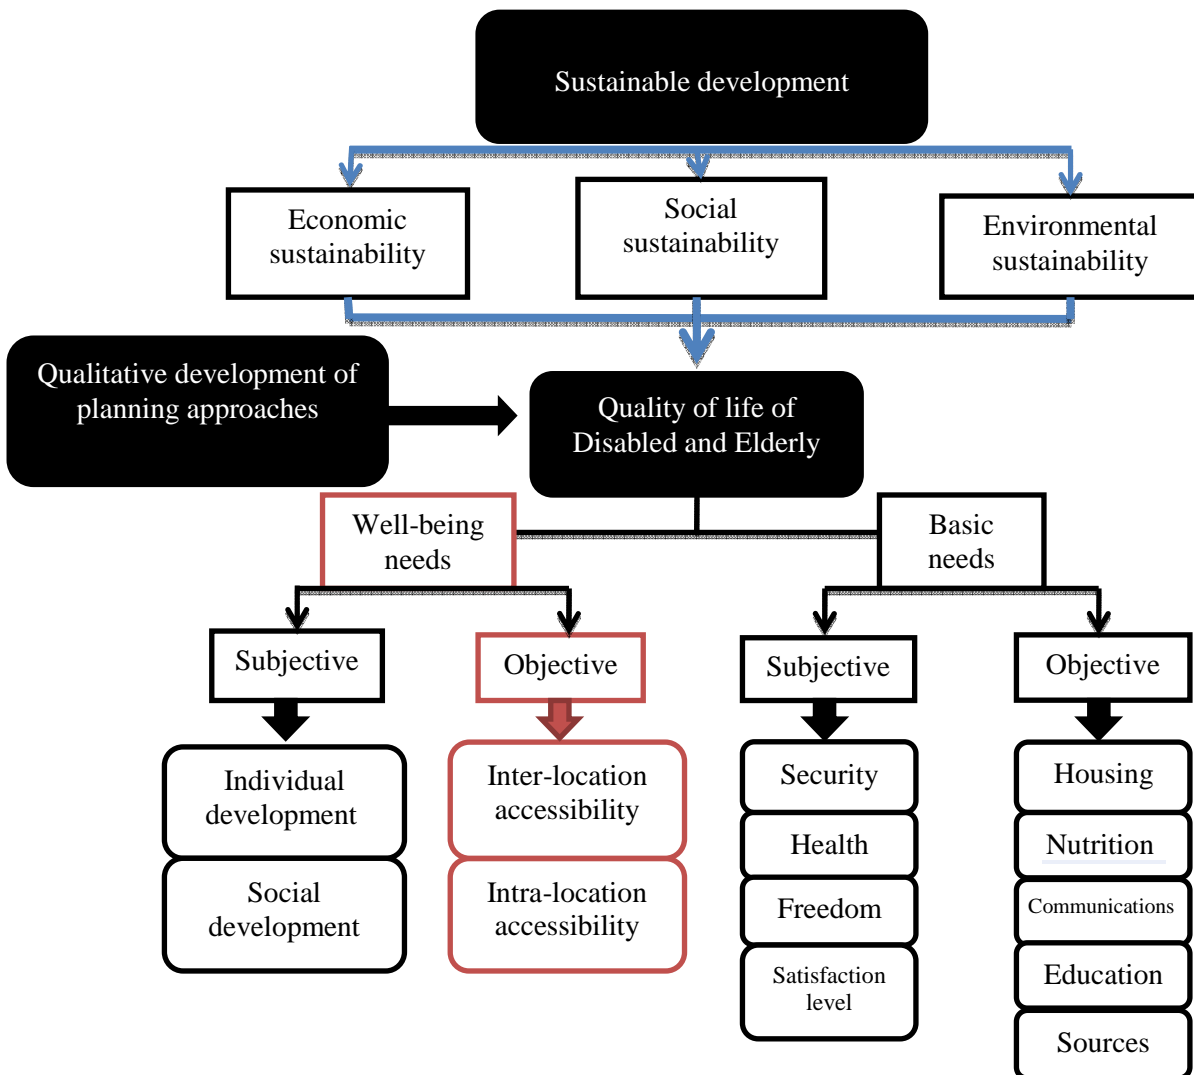 Sustainable development
Economic
sustainability
Social
sustainability
Environmental
sustainability
Qualitative development of
planning approaches
Quality of life of
Disabled and Elderly
Well-being
needs
Basic
needs
Subjective
Objective
Subjective
Objective
Individual
development
Social
development
Inter-location
accessibility
Intra-location
accessibility
Security
Health
Freedom
Satisfaction
level
Housing
Nutrition
Communications
Education
Sources